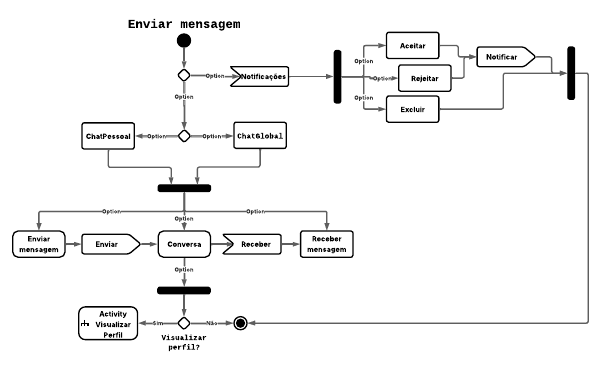 Enviar mensagem
Option
Notificações
Option
Aceitar
Option
Rejeitar
Option
Excluir
Notificar
Option
ChatPessoal
Option
Option
ChatGlobal
Option
Option
Option
Enviar
mensagem
Enviar
Conversa
Receber
Receber
mensagem
Option
Activity
Visualizar
Perfil
Sim
Não
Visualizar
perfil?